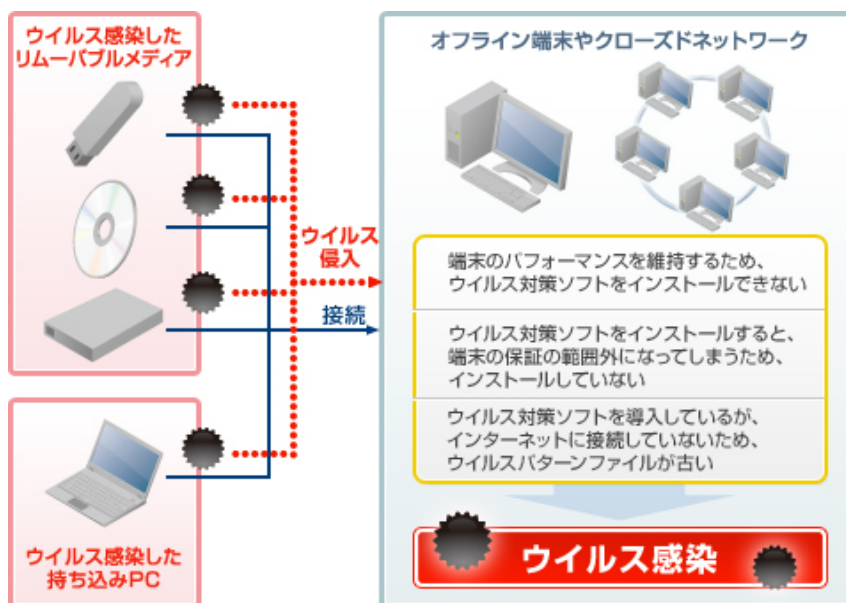 ウイルス感染した
リムーバブルメディア
ウイルス
侵入
接続
ウイルス感染した
持ち込みPC
オフライン端末やクローズドネットワーク
端末のパフォーマンスを維持するため、
ウイルス対策ソフトをインストールできない
ウイルス対策ソフトをインストールすると、
端末の保証の範囲外になってしまうため、
インストールしていない
ウイルス対策ソフトを導入しているが、
インターネットに接続していないため、
ウイルスパターンファイルが古い
ウイルス感染